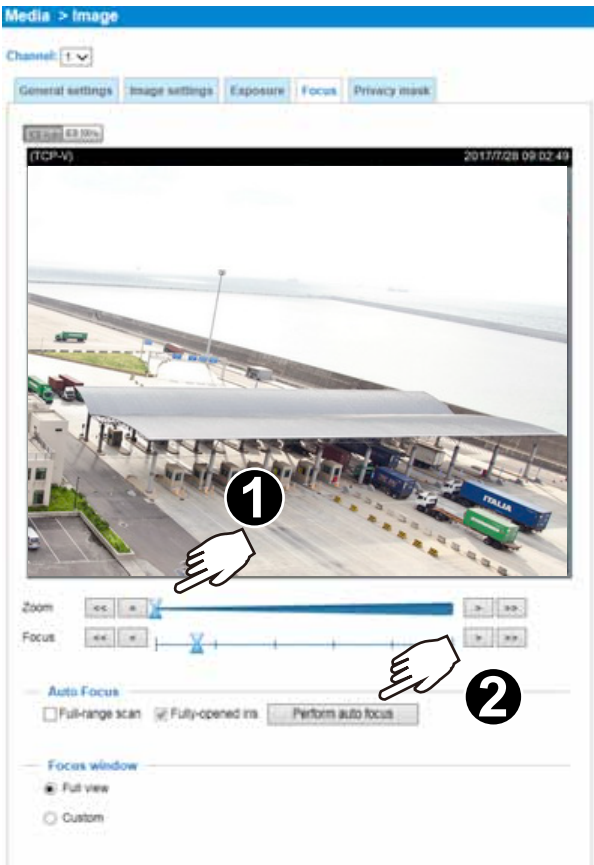 Media > Image
Channel: 1
General settings Image settings Exposure Focus Privacy mask
(TCP-V) 2017/7/28 09:02:49
ITALIA
1
Zoom << < > >>
Focus << < > >>
2
Auto Focus
Full-range scan Fully-opened iris Perform auto focus
Focus window
Full view
Custom